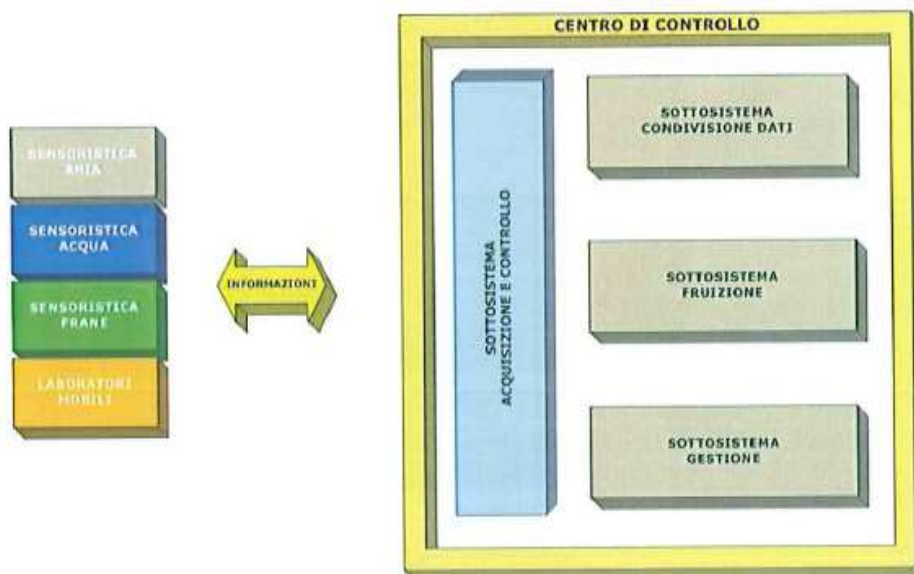 CENTRO DI CONTROLLO
SENSORISTICA
ARIA
SENSORISTICA
ACQUA
SENSORISTICA
FRANE
LABORATORI
MOBILI
INFORMAZIONI
SOTTOSISTEMA
ACQUISIZIONE E CONTROLLO
SOTTOSISTEMA
CONDIVISIONE DATI
SOTTOSISTEMA
FRUIZIONE
SOTTOSISTEMA
GESTIONE